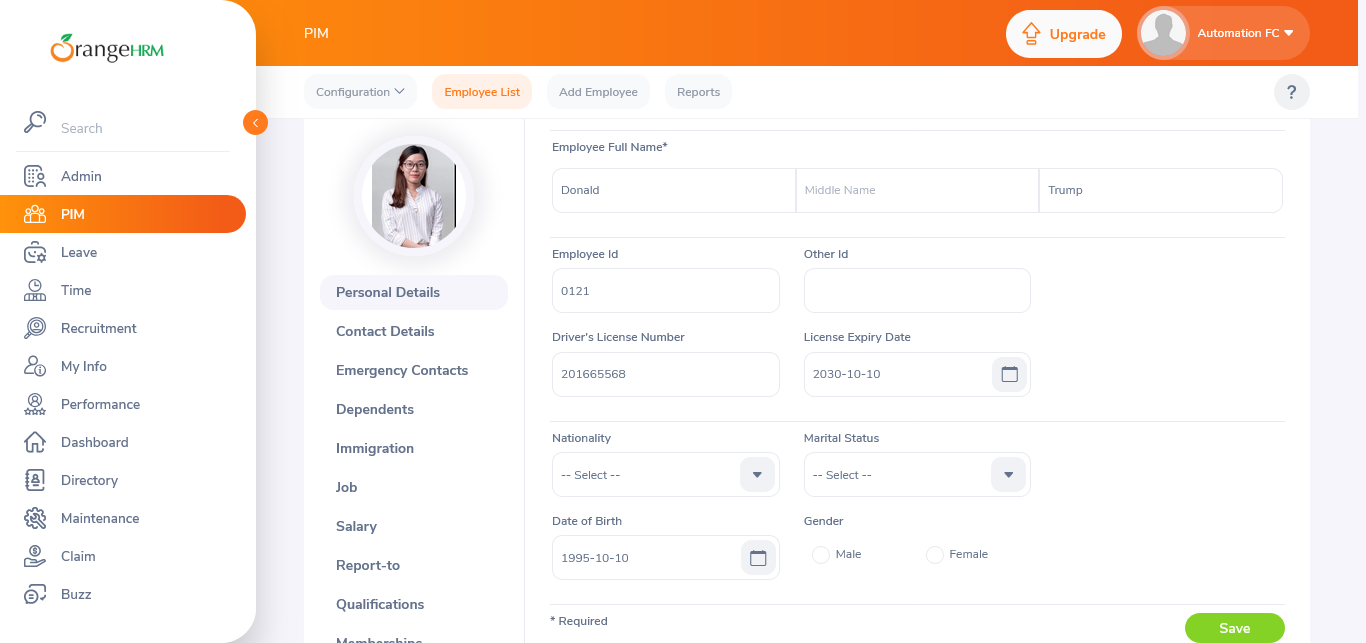 OrangeHRM
Search
Admin
PIM
Leave
Time
Recruitment
My Info
Performance
Dashboard
Directory
Maintenance
Claim
Buzz
PIM
Upgrade
Automation FC
Configuration
Employee List
Add Employee
Reports
?
Personal Details
Contact Details
Emergency Contacts
Dependents
Immigration
Job
Salary
Report-to
Qualifications
Memberships
Employee Full Name*
Donald
Middle Name
Trump
Employee Id
Other Id
0121
Driver's License Number
License Expiry Date
201665568
2030-10-10
Nationality
Marital Status
-- Select --
-- Select --
Date of Birth
Gender
1995-10-10
Male
Female
* Required
Save